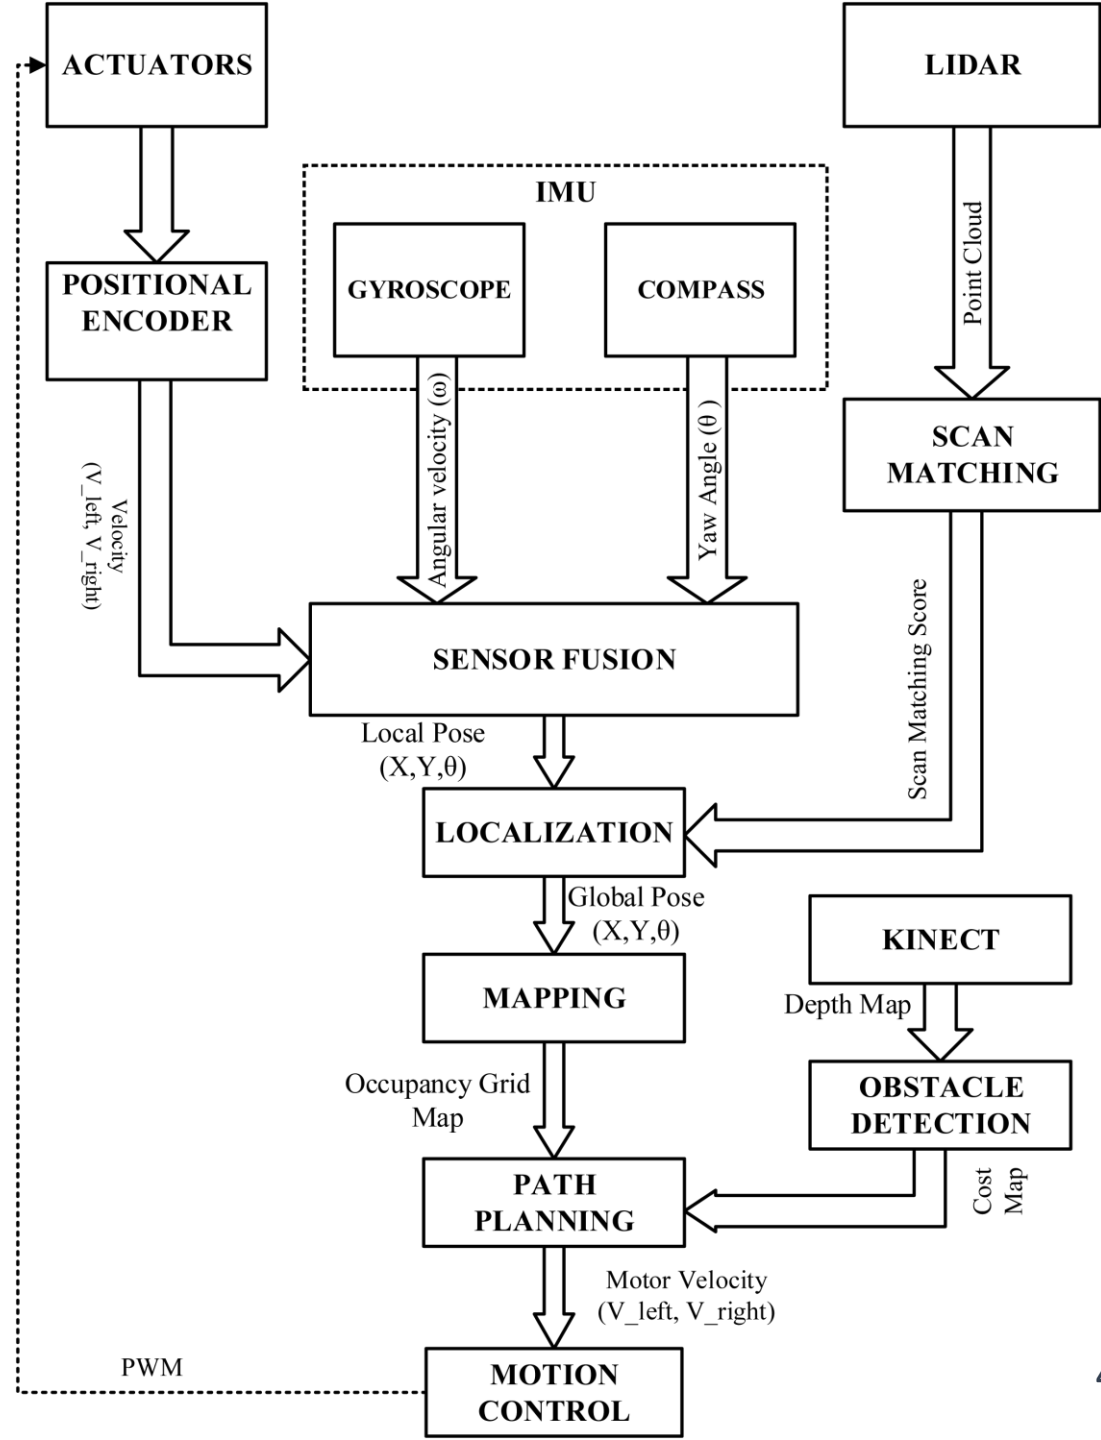 ACTUATORS
LIDAR
IMU
GYROSCOPE
COMPASS
POSITIONAL
ENCODER
Point Cloud
SCAN
MATCHING
Velocity
(V_left, V_right)
Angular velocity (ω)
Yaw Angle (θ )
SENSOR FUSION
Scan Matching Score
Local Pose
(X,Y,θ)
LOCALIZATION
Global Pose
(X,Y,θ)
KINECT
MAPPING
Depth Map
Occupancy Grid
Map
OBSTACLE
DETECTION
Cost
Map
PATH
PLANNING
Motor Velocity
(V_left, V_right)
PWM
MOTION
CONTROL